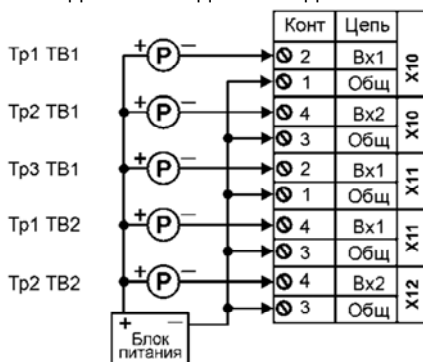 Конт Цепь
Тр1 ТВ1 + P − 2 Вх1 X10
1 Общ
Тр2 ТВ1 + P − 4 Вх2 X10
3 Общ
Тр3 ТВ1 + P − 2 Вх1 X11
1 Общ
Тр1 ТВ2 + P − 4 Вх1 X11
3 Общ
Тр2 ТВ2 + P − 4 Вх2 X12
3 Общ
+ −
Блок
питания